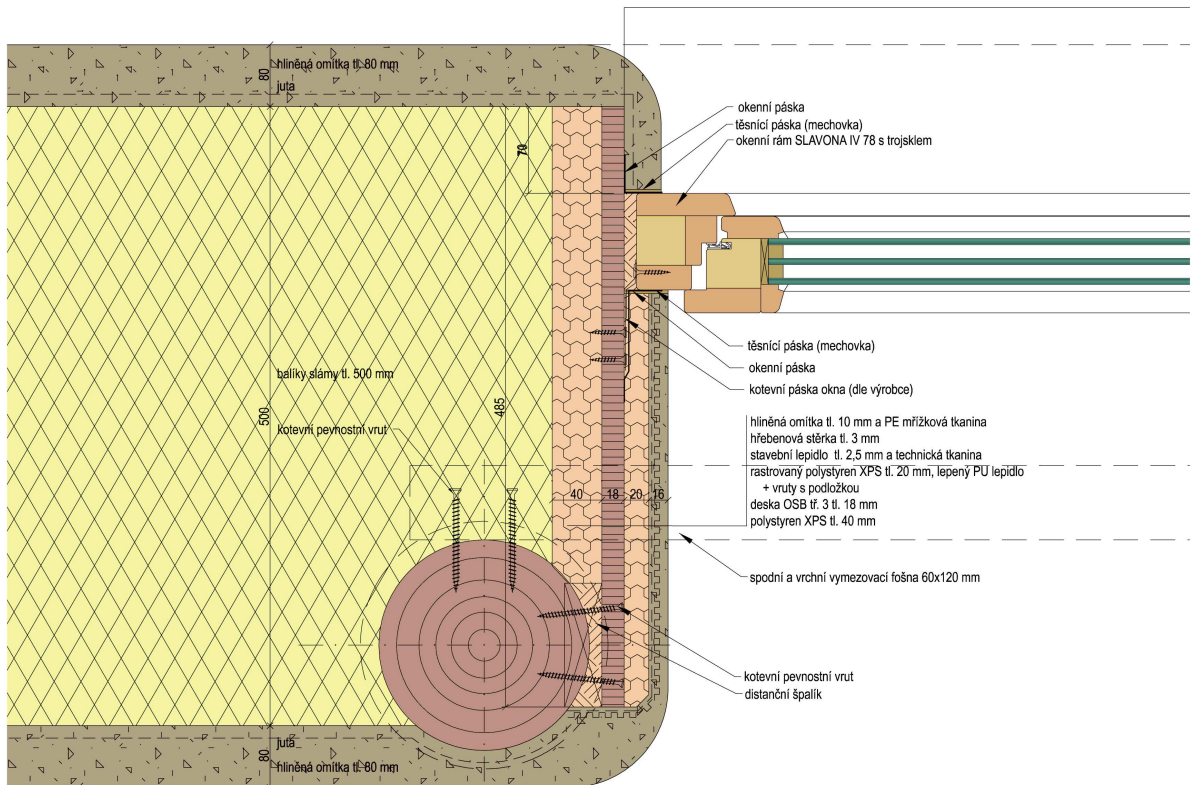 hliněná omítka tl. 80 mm
80
juta
okenní páska
těsnící páska (mechovka)
okenní rám SLAVONA IV 78 s trojsklem
70
těsnící páska (mechovka)
okenní páska
balíky slámy tl. 500 mm
kotevní páska okna (dle výrobce)
500
485
kotevní pevnostní vrut
hliněná omítka tl. 10 mm a PE mřížková tkanina
hřebenová stěrka tl. 3 mm
stavební lepidlo tl. 2,5 mm a technická tkanina
rastrovaný polystyren XPS tl. 20 mm, lepený PU lepidlo
+ vruty s podložkou
deska OSB tř. 3 tl. 18 mm
polystyren XPS tl. 40 mm
40 18 20 16
spodní a vrchní vymezovací fošna 60x120 mm
kotevní pevnostní vrut
distanční špalík
juta
80
hliněná omítka tl. 80 mm